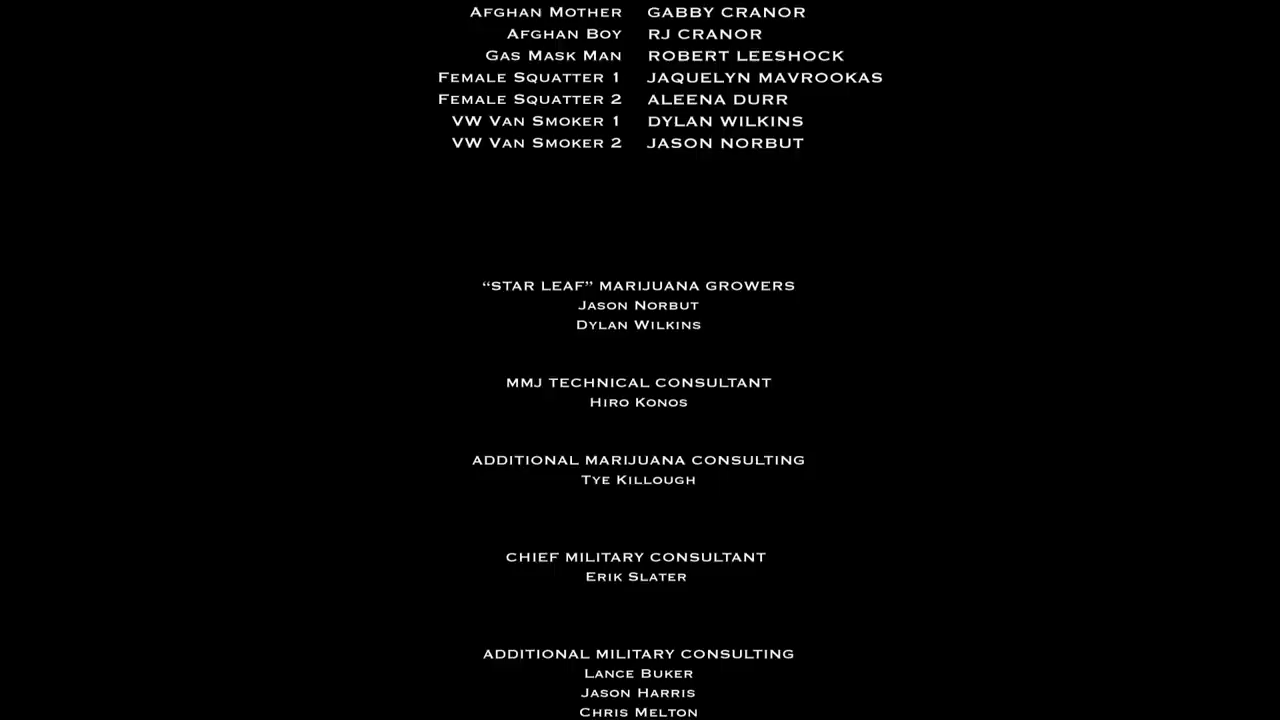 Afghan Mother GABBY CRANOR
Afghan Boy RJ CRANOR
Gas Mask Man ROBERT LEESHOCK
Female Squatter 1 JAQUELYN MAVROOKAS
Female Squatter 2 ALEENA DURR
VW Van Smoker 1 DYLAN WILKINS
VW Van Smoker 2 JASON NORBUT
“STAR LEAF” MARIJUANA GROWERS
Jason Norbut
Dylan Wilkins
MMJ TECHNICAL CONSULTANT
Hiro Konos
ADDITIONAL MARIJUANA CONSULTING
Tye Killough
CHIEF MILITARY CONSULTANT
Erik Slater
ADDITIONAL MILITARY CONSULTING
Lance Buker
Jason Harris
Chris Melton